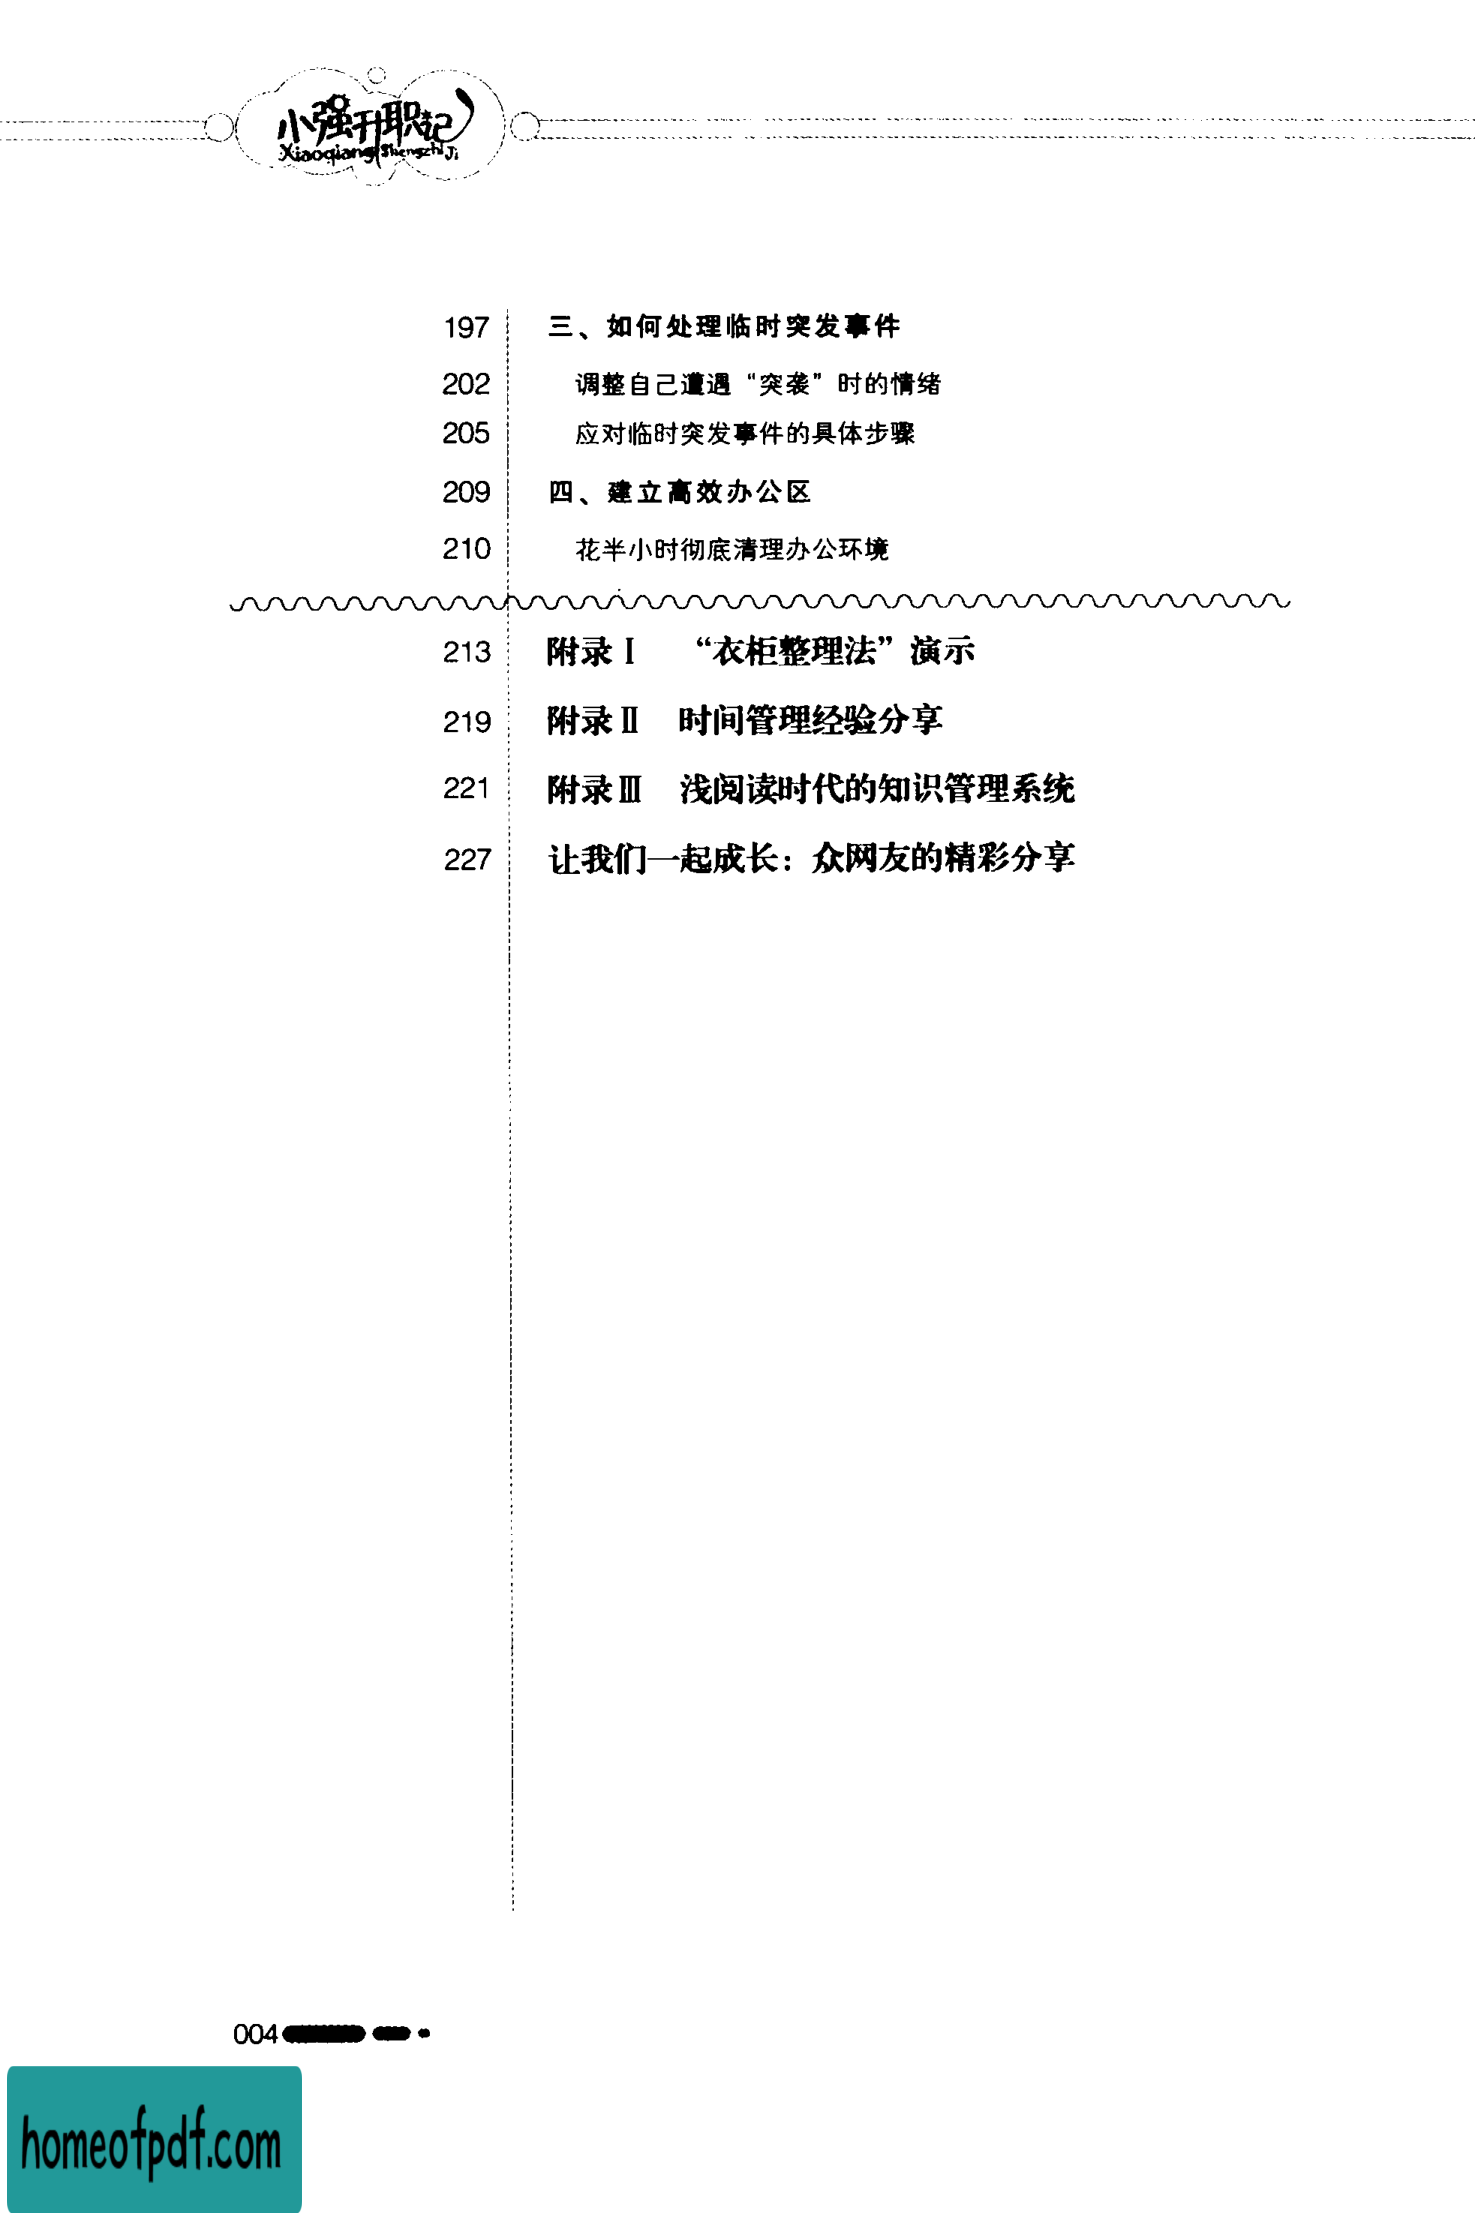 小强升职记
Xiaoqiang Shengzhi Ji
197 三、如何处理临时突发事件
202 调整自己遭遇“突袭”时的情绪
205 应对临时突发事件的具体步骤
209 四、建立高效办公区
210 花半小时彻底清理办公环境
213 附录Ⅰ “衣柜整理法”演示
219 附录Ⅱ 时间管理经验分享
221 附录Ⅲ 浅阅读时代的知识管理系统
227 让我们一起成长：众网友的精彩分享
004
homeofpdf.com